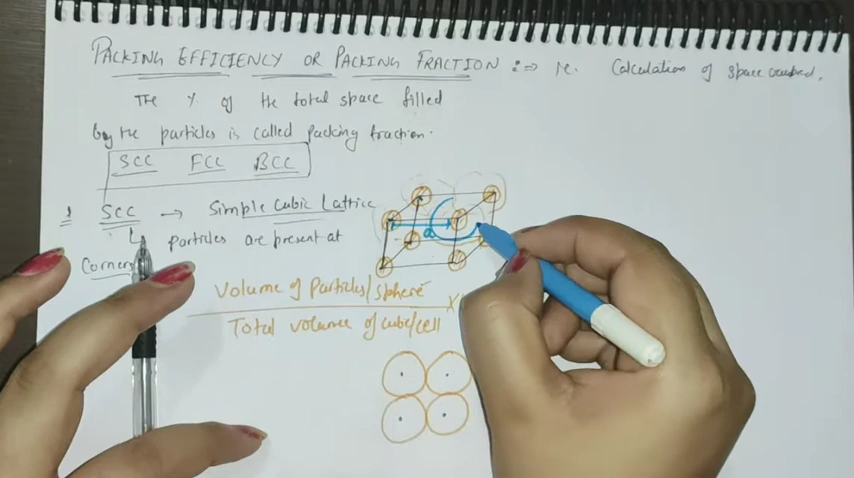 PACKING EFFICIENCY OR PACKING FRACTION :⇒ re. Calculation of space occupied.
The % of the total space filled
by the particles is called packing fraction.
SCC FCC BCC
1 SCC → Simple Cubic Lattice
↳ particles are present at
Corners
a
Volume of Particles/sphere
Total volume of cube/cell
×